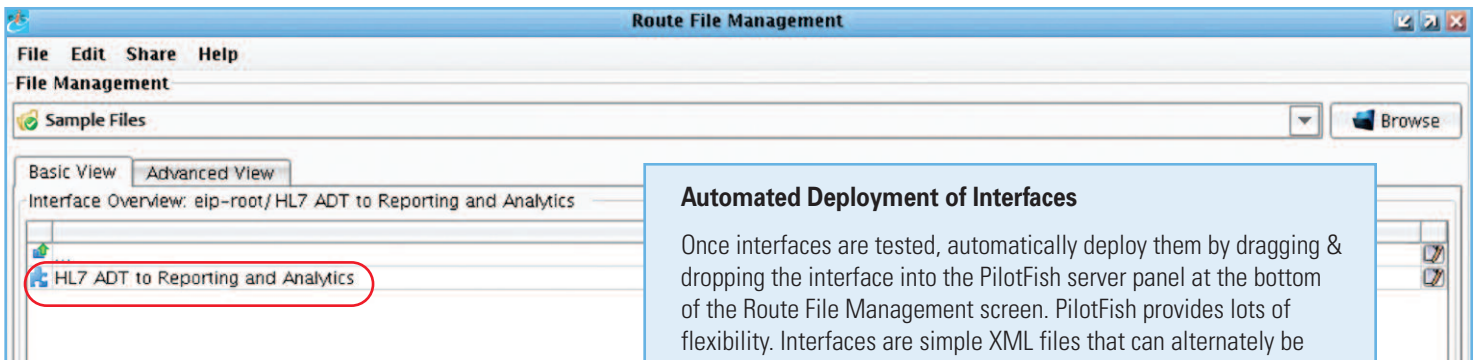 Route File Management
File Edit Share Help
File Management
Sample Files
Browse
Basic View Advanced View
Interface Overview: eip-root/HL7 ADT to Reporting and Analytics
...
HL7 ADT to Reporting and Analytics
Automated Deployment of Interfaces
Once interfaces are tested, automatically deploy them by dragging &
dropping the interface into the PilotFish server panel at the bottom
of the Route File Management screen. PilotFish provides lots of
flexibility. Interfaces are simple XML files that can alternately be